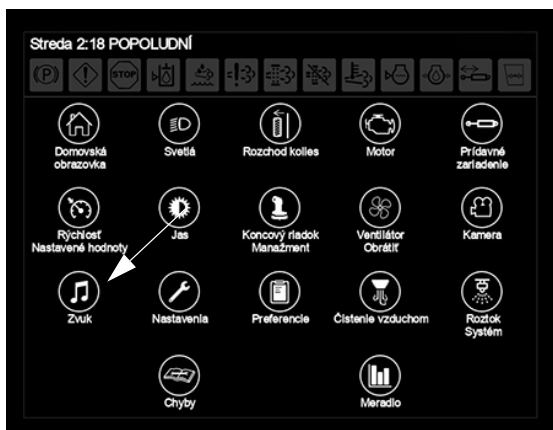 Streda 2:18 POPOLUDNÍ
(P)
STOP
Domovská
obrazovka
Svetlá
Rozchod kolies
Motor
Prídavné
zariadenie
Rýchlosť
Nastavené hodnoty
Jas
Koncový riadok
Manažment
Ventilátor
Obrátiť
Kamera
Zvuk
Nastavenia
Preferencie
Čistenie vzduchom
Roztok
Systém
Chyby
Meradlo